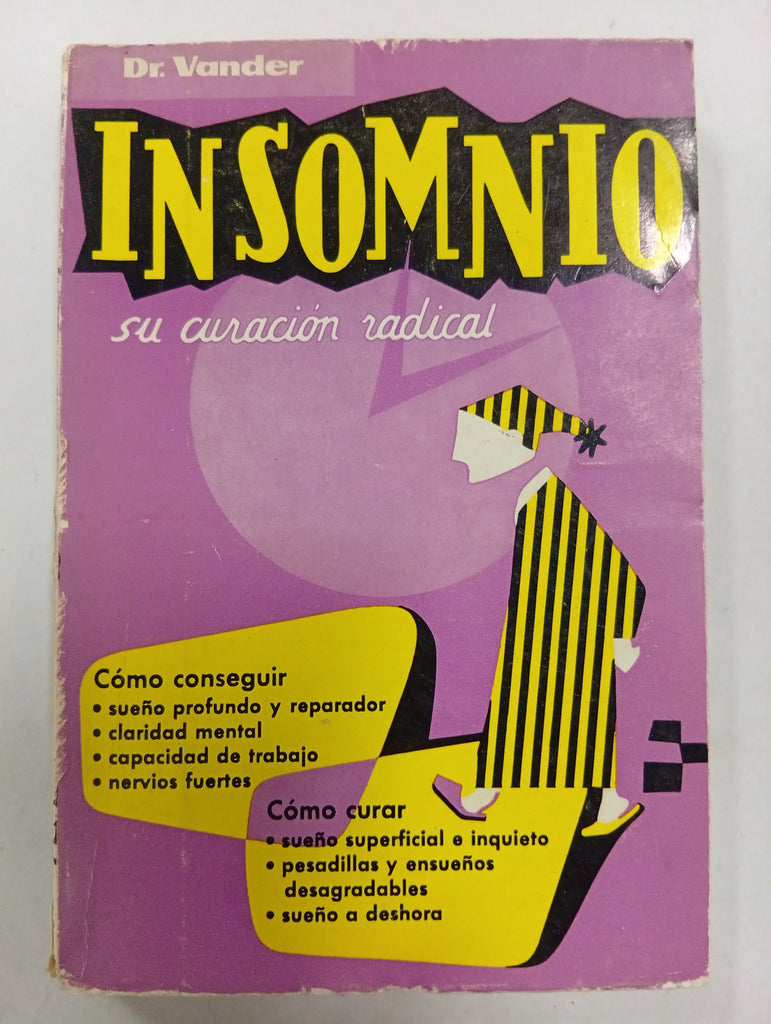 Dr. Vander
INSOMNIO
su curación radical
Cómo conseguir
• sueño profundo y reparador
• claridad mental
• capacidad de trabajo
• nervios fuertes
Cómo curar
• sueño superficial e inquieto
• pesadillas y ensueños
desagradables
• sueño a deshora